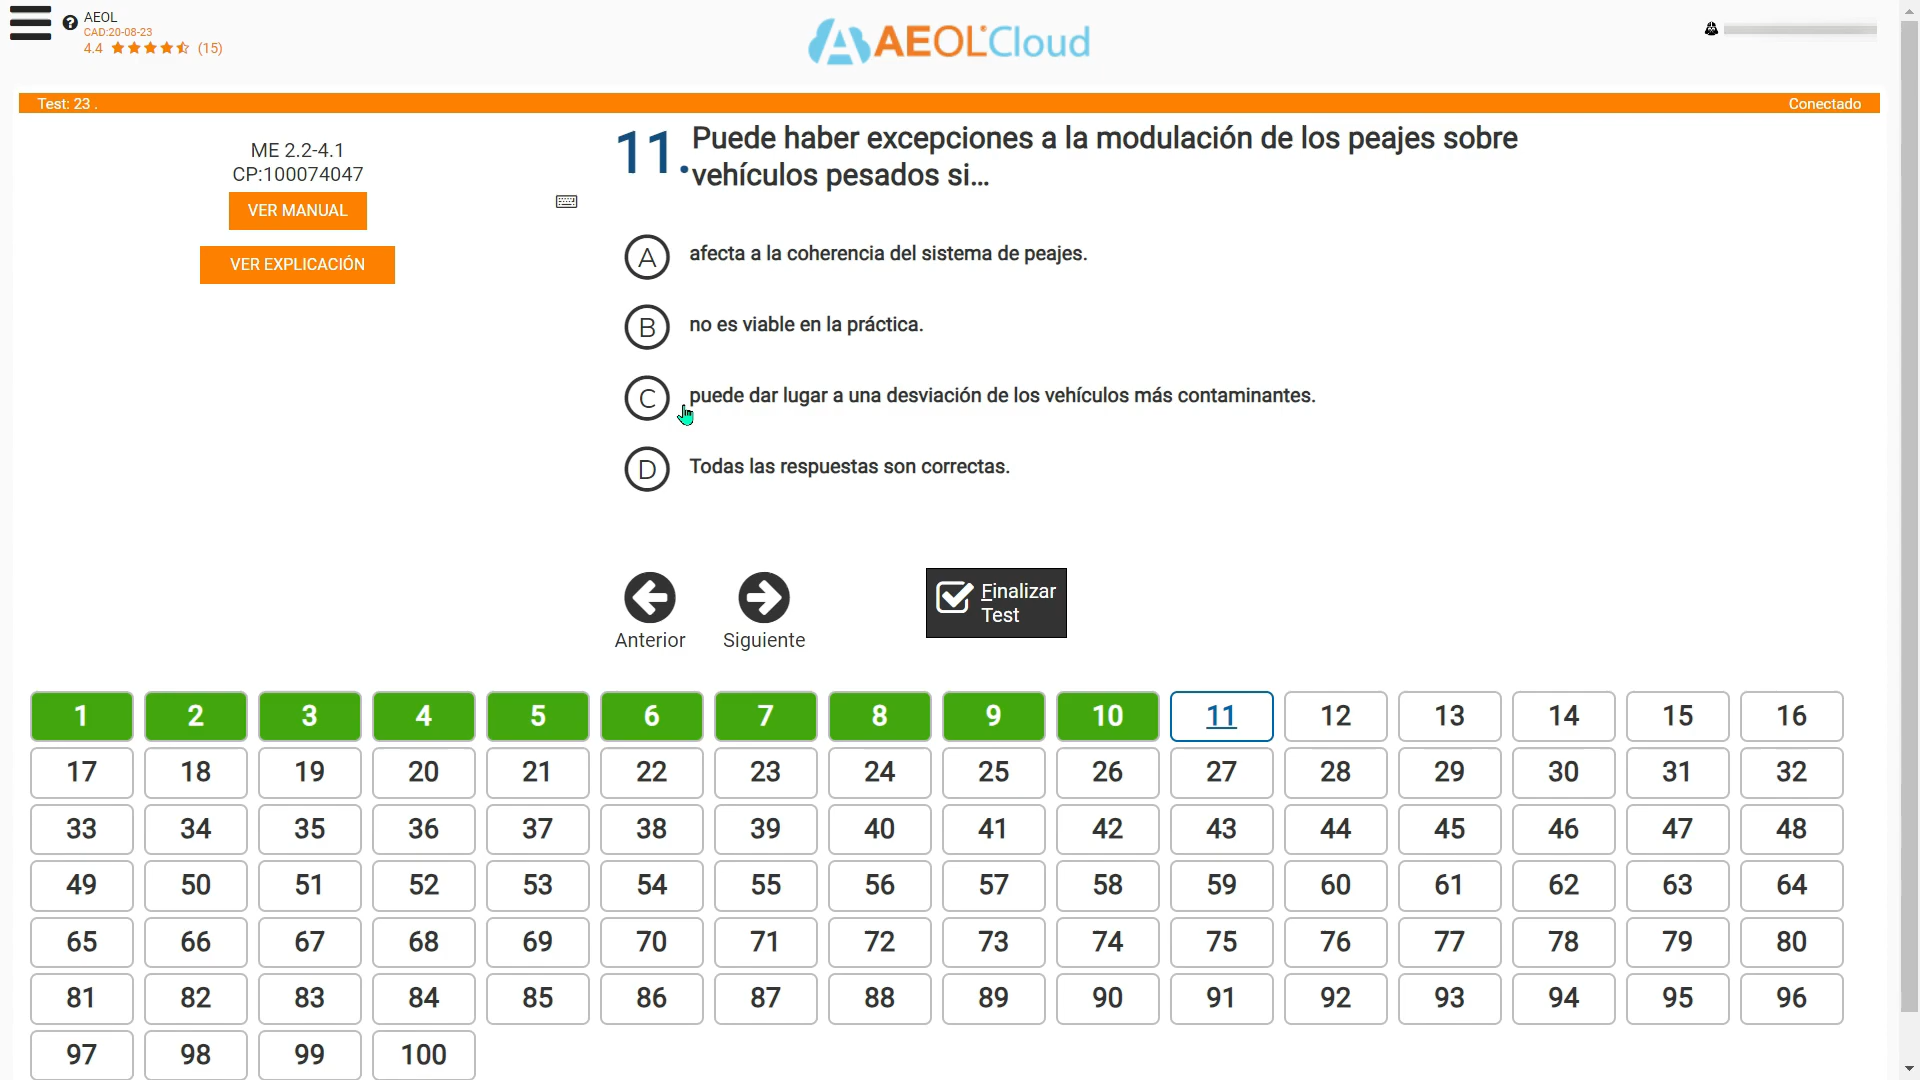 AEOL
CAD:20-08-23
4.4 (15)
AEOL Cloud
Test: 23 .
Conectado
ME 2.2-4.1
CP:100074047
VER MANUAL
VER EXPLICACIÓN
11. Puede haber excepciones a la modulación de los peajes sobre
vehículos pesados si...
A afecta a la coherencia del sistema de peajes.
B no es viable en la práctica.
C puede dar lugar a una desviación de los vehículos más contaminantes.
D Todas las respuestas son correctas.
Anterior
Siguiente
Finalizar
Test
1 2 3 4 5 6 7 8 9 10 11 12 13 14 15 16
17 18 19 20 21 22 23 24 25 26 27 28 29 30 31 32
33 34 35 36 37 38 39 40 41 42 43 44 45 46 47 48
49 50 51 52 53 54 55 56 57 58 59 60 61 62 63 64
65 66 67 68 69 70 71 72 73 74 75 76 77 78 79 80
81 82 83 84 85 86 87 88 89 90 91 92 93 94 95 96
97 98 99 100